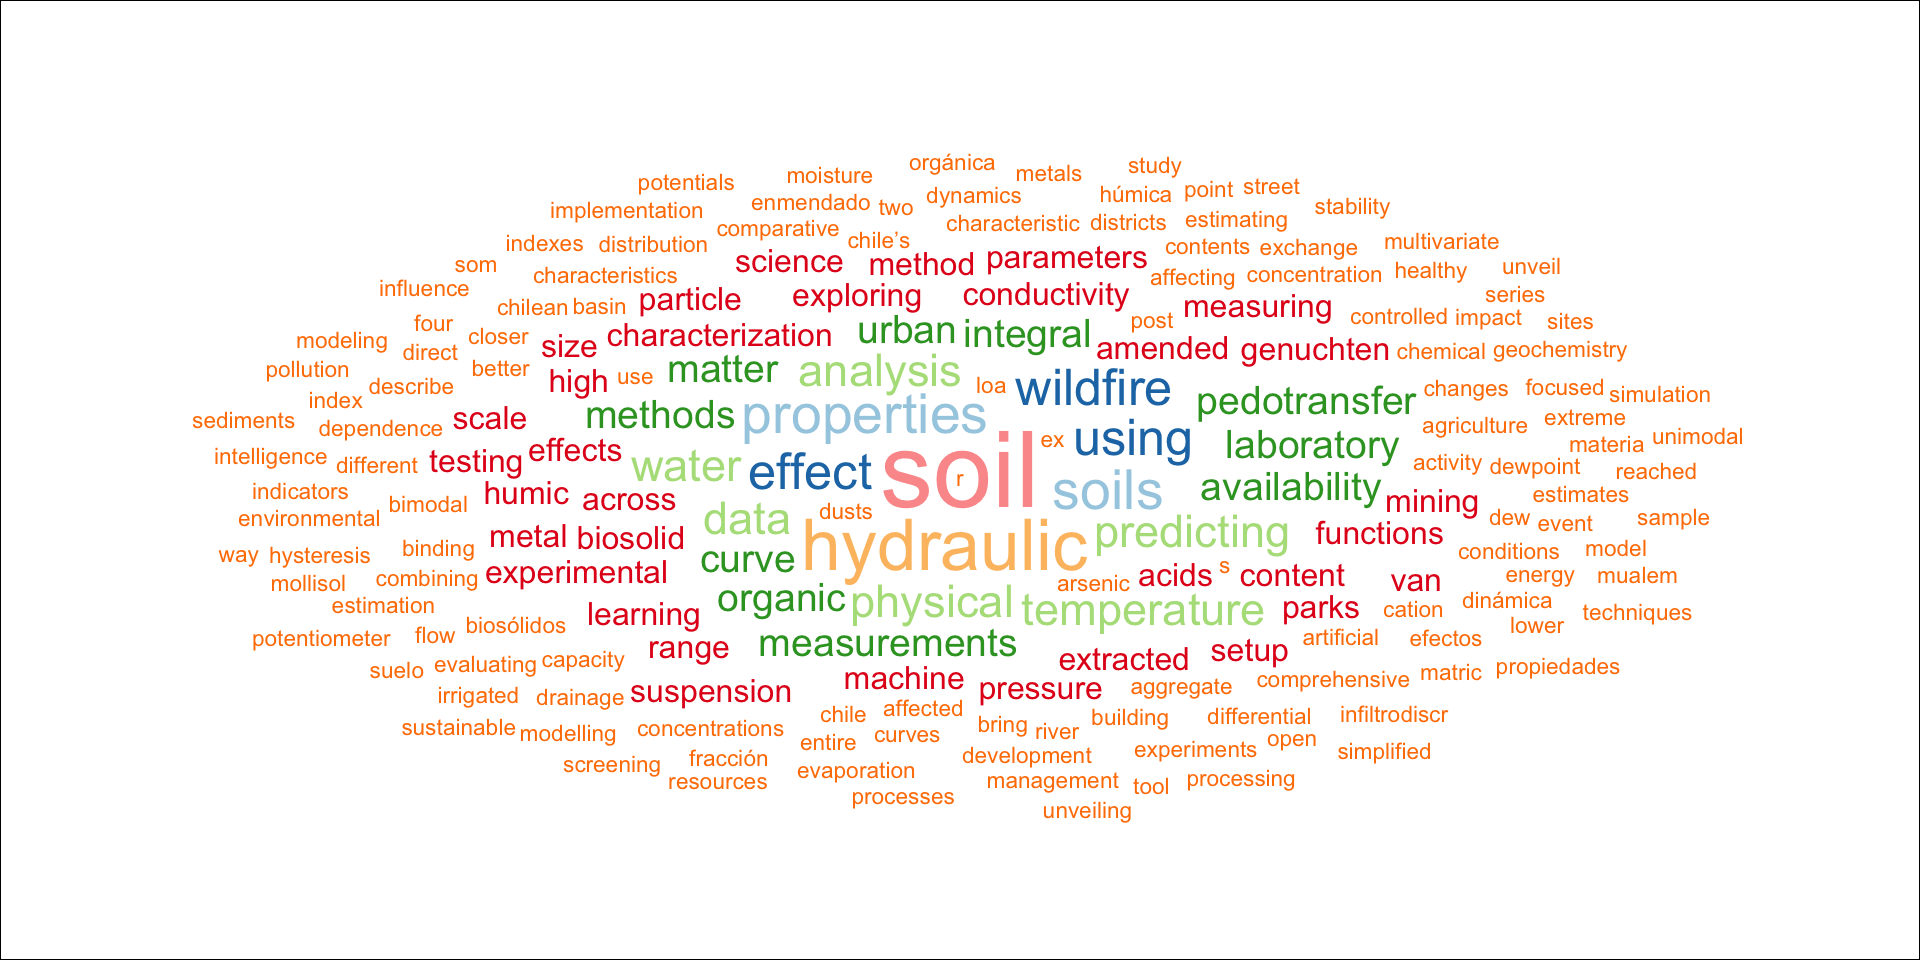 orgánica
study
potentials
moisture
metals
street
húmica
point
dynamics
enmendado
two
stability
implementation
characteristic
districts
estimating
comparative
indexes
distribution
chile’s
contents
exchange
multivariate
som
science
method
parameters
characteristics
affecting
concentration
healthy
unveil
influence
chilean
basin
particle
exploring
conductivity
measuring
series
four
post
controlled
impact
sites
modeling
closer
size
characterization
urban
integral
amended
genuchten
chemical
geochemistry
direct
pollution
better
high
use
matter
analysis
loa
wildfire
pedotransfer
changes
focused
simulation
index
describe
sediments
dependence
scale
methods
properties
ex
using
laboratory
agriculture
extreme
materia
unimodal
intelligence
different
testing
effects
water
effect
soil
r
soils
availability
activity
dewpoint
reached
indicators
bimodal
humic
across
mining
estimates
environmental
data
dusts
dew
event
sample
way
hysteresis
binding
metal
biosolid
curve
hydraulic
predicting
functions
conditions
model
mollisol
combining
experimental
arsenic
acids
s
content
van
energy
mualem
estimation
learning
organic
physical
temperature
parks
cation
dinámica
techniques
potentiometer
flow
biosólidos
range
measurements
artificial
efectos
lower
suelo
evaluating
capacity
extracted
setup
matric
propiedades
irrigated
drainage
suspension
machine
pressure
aggregate
comprehensive
sustainable
modelling
concentrations
chile
affected
bring
river
building
differential
infiltrodiscr
entire
curves
screening
fracción
development
experiments
open
simplified
resources
evaporation
management
tool
processing
processes
unveiling